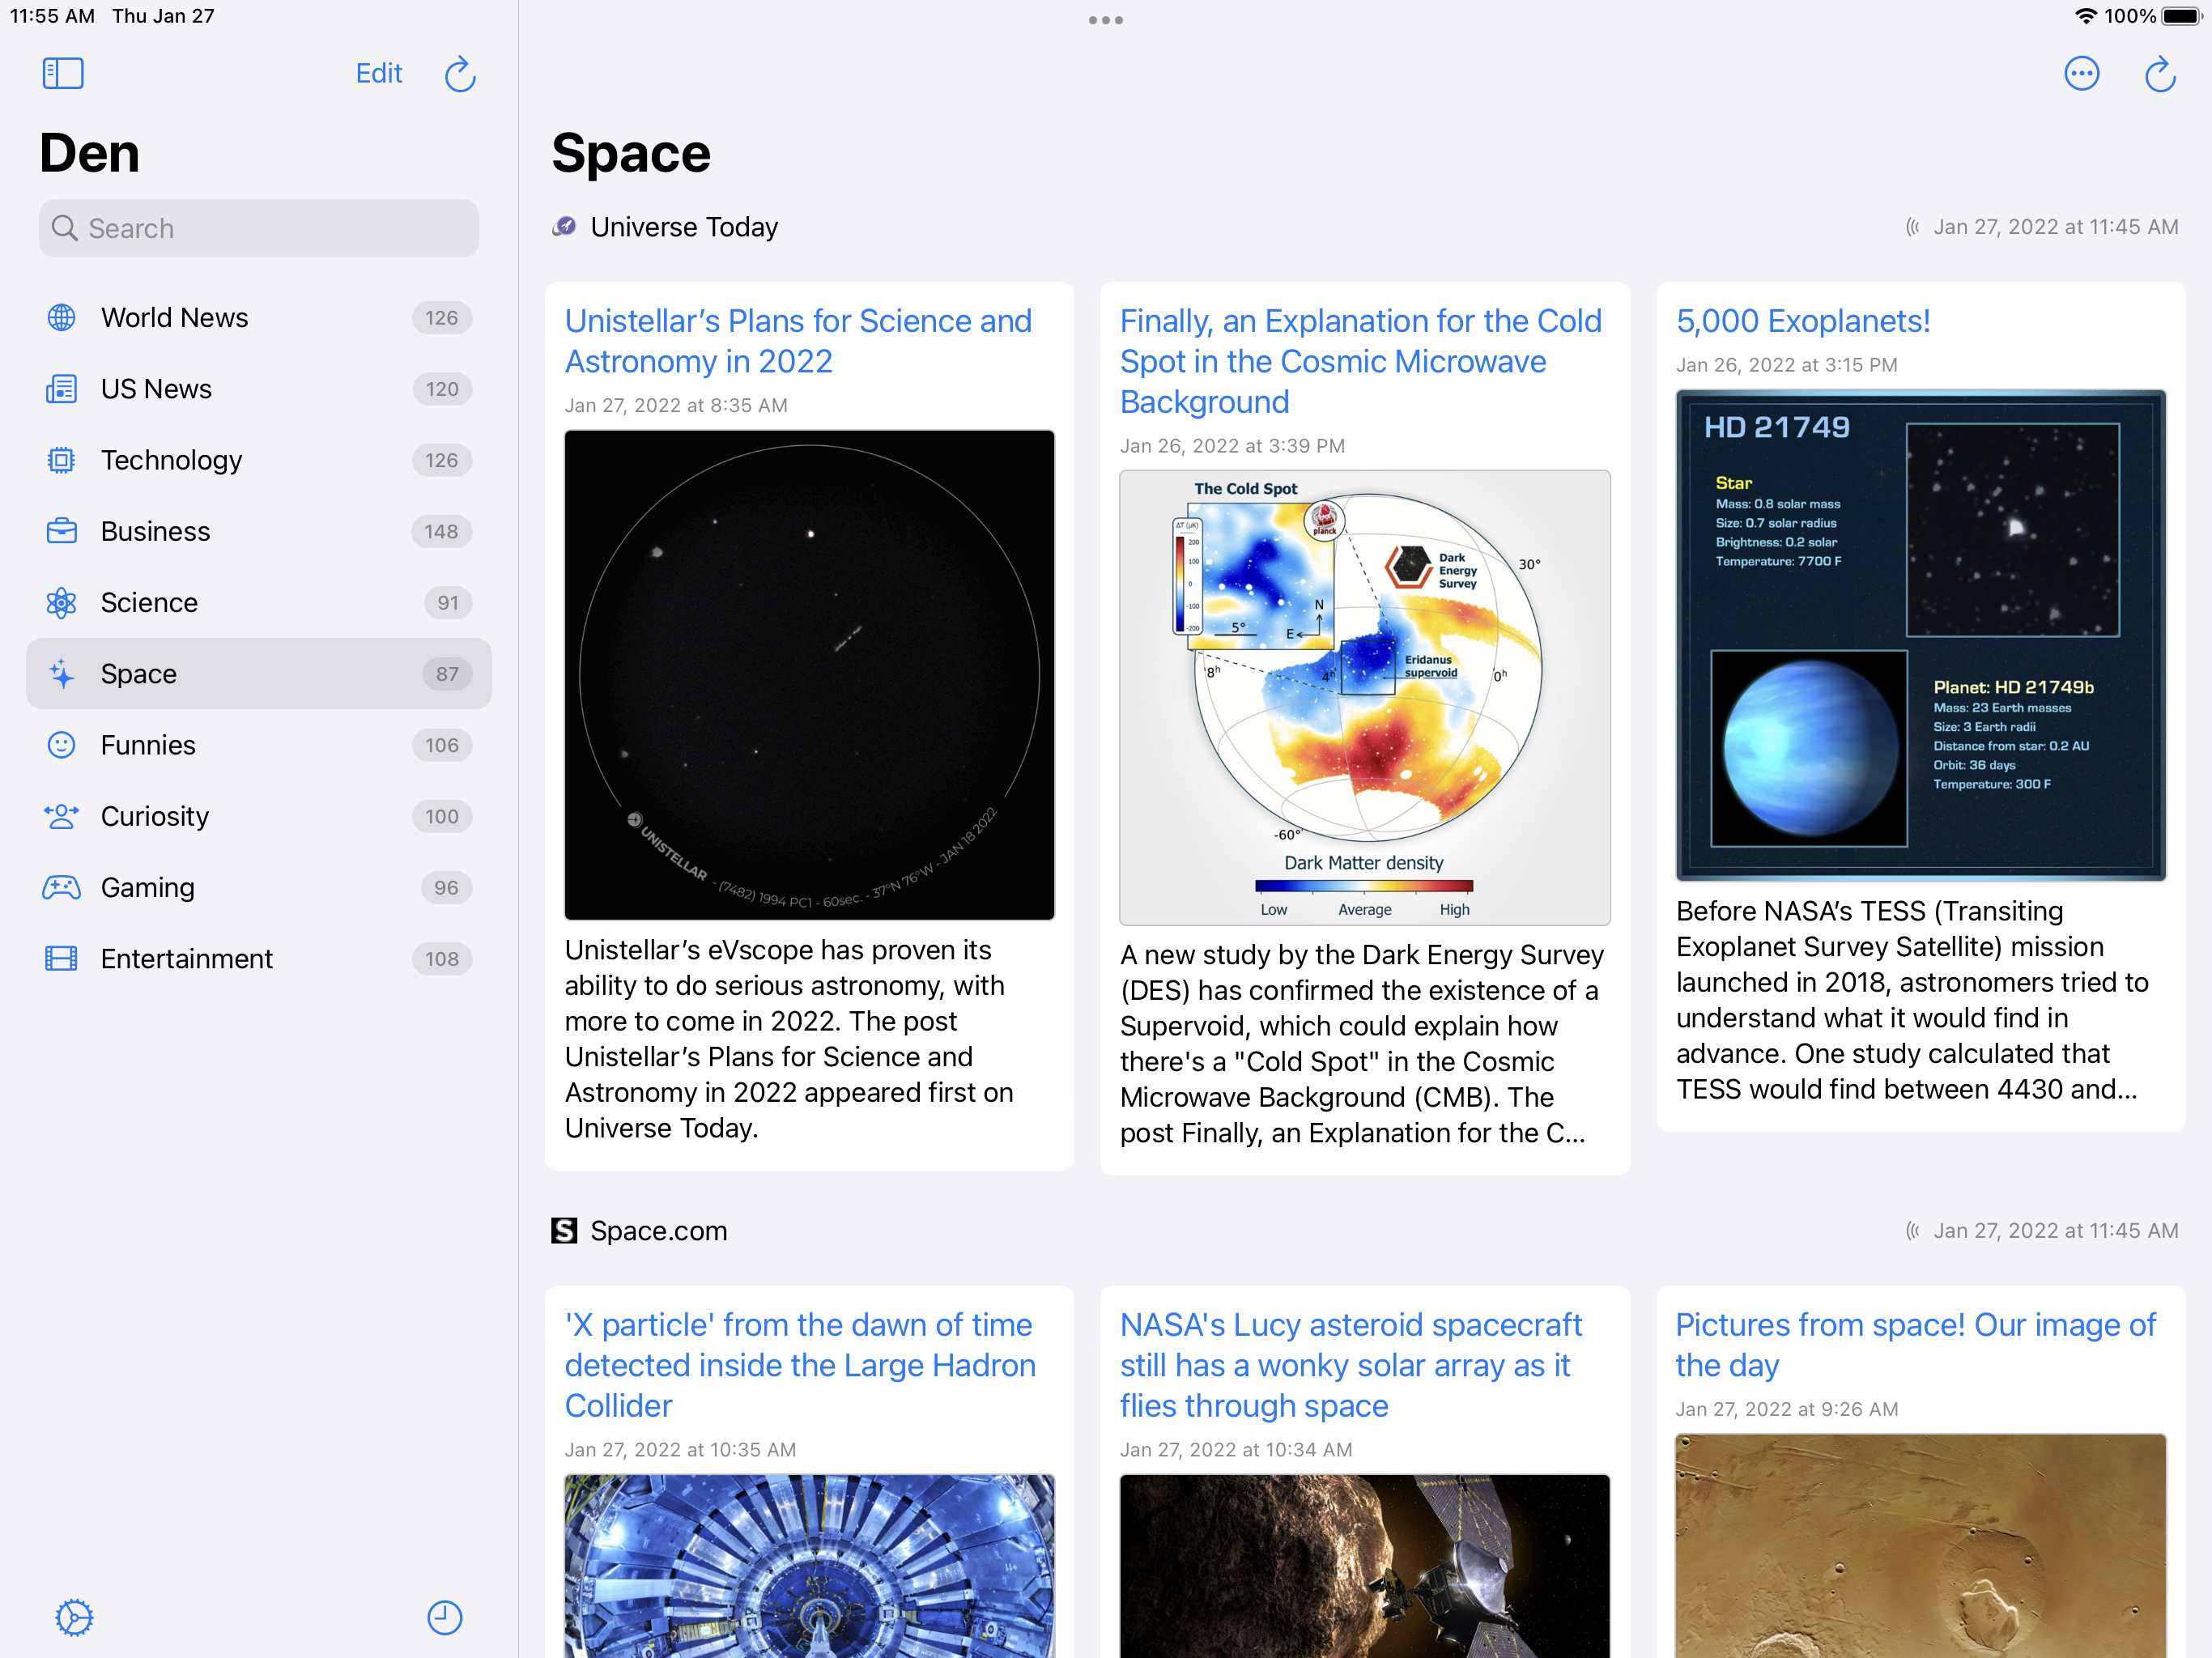 11:55 AM Thu Jan 27
100%
Edit
Den
Search
World News 126
US News 120
Technology 126
Business 148
Science 91
Space 87
Funnies 106
Curiosity 100
Gaming 96
Entertainment 108
Space
Universe Today
Jan 27, 2022 at 11:45 AM
Unistellar’s Plans for Science and
Astronomy in 2022
Jan 27, 2022 at 8:35 AM
UNISTELLAR - (7482) 1994 PC1 - 60sec. - 37°N 76°W - JAN 18 2022
Unistellar’s eVscope has proven its
ability to do serious astronomy, with
more to come in 2022. The post
Unistellar’s Plans for Science and
Astronomy in 2022 appeared first on
Universe Today.
Finally, an Explanation for the Cold
Spot in the Cosmic Microwave
Background
Jan 26, 2022 at 3:39 PM
The Cold Spot
ΔT (μK)
200
100
0
-100
-200
planck
5°
N
E
Dark
Energy
Survey
30°
Eridanus
supervoid
8h
4h
0h
-60°
Dark Matter density
Low Average High
A new study by the Dark Energy Survey
(DES) has confirmed the existence of a
Supervoid, which could explain how
there's a "Cold Spot" in the Cosmic
Microwave Background (CMB). The
post Finally, an Explanation for the C...
5,000 Exoplanets!
Jan 26, 2022 at 3:15 PM
HD 21749
Star
Mass: 0.8 solar mass
Size: 0.7 solar radius
Brightness: 0.2 solar
Temperature: 7700 F
Planet: HD 21749b
Mass: 23 Earth masses
Size: 3 Earth radii
Distance from star: 0.2 AU
Orbit: 36 days
Temperature: 300 F
Before NASA’s TESS (Transiting
Exoplanet Survey Satellite) mission
launched in 2018, astronomers tried to
understand what it would find in
advance. One study calculated that
TESS would find between 4430 and...
S Space.com
Jan 27, 2022 at 11:45 AM
'X particle' from the dawn of time
detected inside the Large Hadron
Collider
Jan 27, 2022 at 10:35 AM
NASA's Lucy asteroid spacecraft
still has a wonky solar array as it
flies through space
Jan 27, 2022 at 10:34 AM
Pictures from space! Our image of
the day
Jan 27, 2022 at 9:26 AM